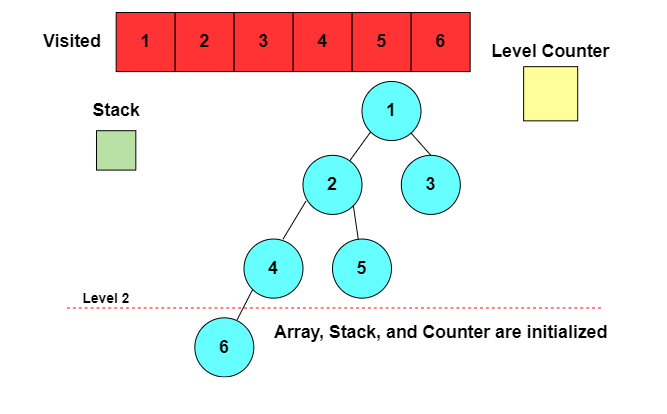 Visited 1 2 3 4 5 6
Level Counter
Stack
1
2 3
4 5
Level 2
6
Array, Stack, and Counter are initialized